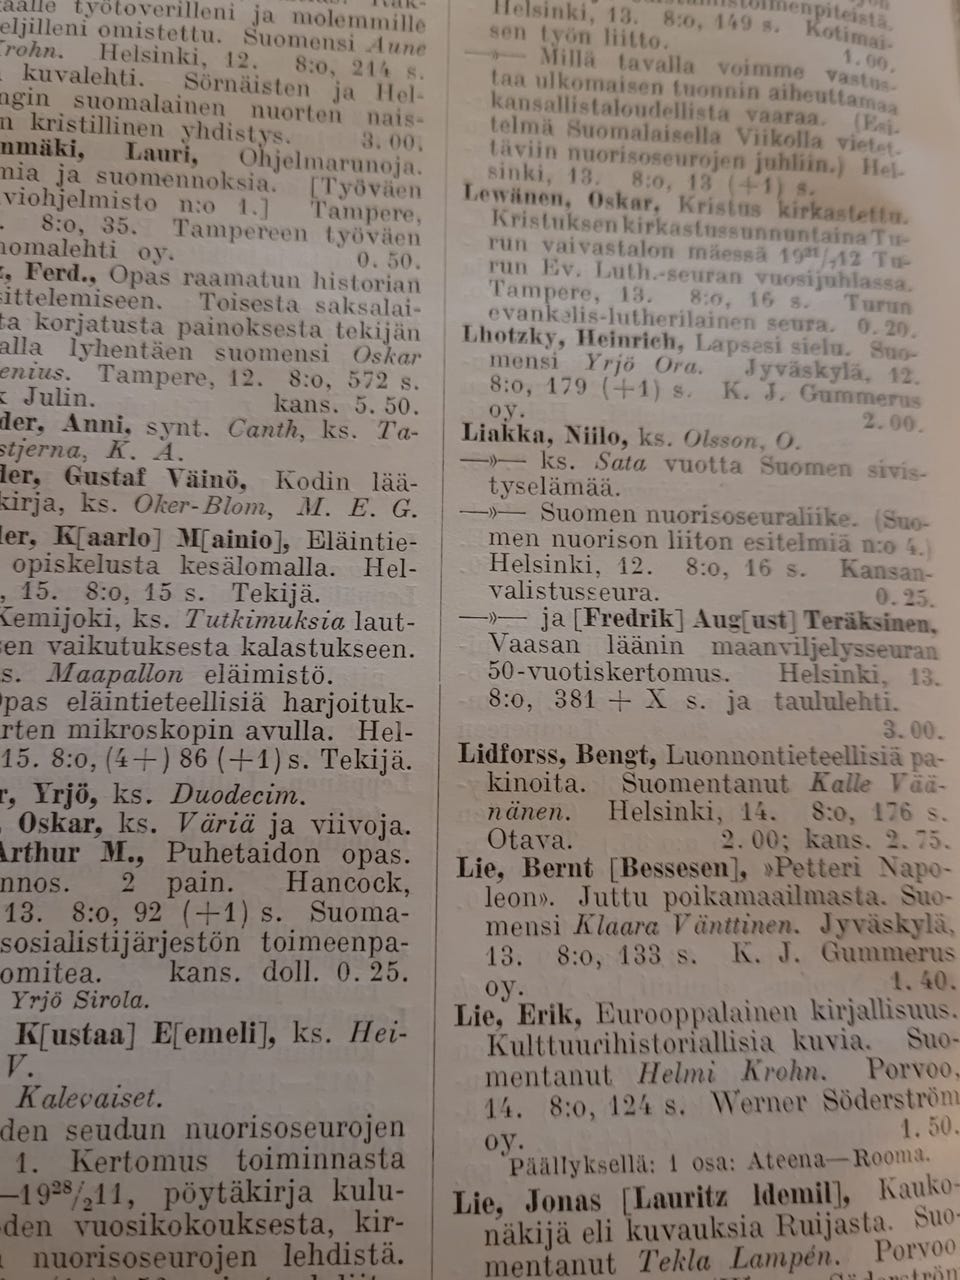 aalle työtoverilleni ja molemmille
eljilleni omistettu. Suomensi Aune
Krohn. Helsinki, 12. 8:o, 214 s.
kuvalehti. Sörnäisten ja Hel-
ngin suomalainen nuorten nais-
n kristillinen yhdistys. 3.00.
nmäki, Lauri, Ohjelmarunoja.
mia ja suomennoksia. [Työväen
viohjelmisto n:o 1.] Tampere,
8:o, 35. Tampereen työväen
nomalehti oy. 0.50.
, Ferd., Opas raamatun historian
sittelemiseen. Toisesta saksalai-
ta korjatusta painoksesta tekijän
alla lyhentäen suomensi Oskar
enius. Tampere, 12. 8:o, 572 s.
Julin. kans. 5.50.
der, Anni, synt. Canth, ks. Ta-
stjerna, K. A.
ler, Gustaf Väinö, Kodin lää-
kirja, ks. Oker-Blom, M. E. G.
ler, K[aarlo] M[ainio], Eläintie-
opiskelusta kesälomalla. Hel-
, 15. 8:o, 15 s. Tekijä.
Kemijoki, ks. Tutkimuksia laut-
sen vaikutuksesta kalastukseen.
s. Maapallon eläimistö.
Opas eläintieteellisiä harjoituk-
rten mikroskopin avulla. Hel-
15. 8:o, (4+) 86 (+1) s. Tekijä.
r, Yrjö, ks. Duodecim.
, Oskar, ks. Väriä ja viivoja.
Arthur M., Puhetaidon opas.
nnos. 2 pain. Hancock,
13. 8:o, 92 (+1) s. Suoma-
sosialistijärjestön toimeenpa-
omitea. kans. doll. 0.25.
Yrjö Sirola.
K[ustaa] E[emeli], ks. Hei-
V.
Kalevaiset.
den seudun nuorisoseurojen
1. Kertomus toiminnasta
—19²⁸/₂11, pöytäkirja kulu-
den vuosikokouksesta, kir-
nuorisoseurojen lehdistä.
Helsinki, 13. 8:o, 149 s. Kotimai-
sen työn liitto. 1.00.
—»— Millä tavalla voimme vastus-
taa ulkomaisen tuonnin aiheuttamaa
kansallistaloudellista vaaraa. (Esi-
telmä Suomalaisella Viikolla vietet-
täviin nuorisoseurojen juhliin.) Hel-
sinki, 13. 8:o, 13 (+1) s.
Lewänen, Oskar, Kristus kirkastettu.
Kristuksen kirkastussunnuntaina Tu-
run vaivastalon mäessä 19²¹/₇12 Tu-
run Ev. Luth.-seuran vuosijuhlassa.
Tampere, 13. 8:o, 16 s. Turun
evankelis-lutherilainen seura. 0.20.
Lhotzky, Heinrich, Lapsesi sielu. Suo-
mensi Yrjö Ora. Jyväskylä, 12.
8:o, 179 (+1) s. K. J. Gummerus
oy. 2.00.
Liakka, Niilo, ks. Olsson, O.
—»— ks. Sata vuotta Suomen sivis-
tyselämää.
—»— Suomen nuorisoseuraliike. (Suo-
men nuorison liiton esitelmiä n:o 4.)
Helsinki, 12. 8:o, 16 s. Kansan-
valistusseura. 0.25.
—»— ja [Fredrik] Aug[ust] Teräksinen,
Vaasan läänin maanviljelysseuran
50-vuotiskertomus. Helsinki, 13.
8:o, 381 + X s. ja taululehti.
3.00.
Lidforss, Bengt, Luonnontieteellisiä pa-
kinoita. Suomentanut Kalle Vää-
nänen. Helsinki, 14. 8:o, 176 s.
Otava. 2.00; kans. 2.75.
Lie, Bernt [Bessesen], »Petteri Napo-
leon». Juttu poikamaailmasta. Suo-
mensi Klaara Vänttinen. Jyväskylä,
13. 8:o, 133 s. K. J. Gummerus
oy. 1.40.
Lie, Erik, Eurooppalainen kirjallisuus.
Kulttuurihistoriallisia kuvia. Suo-
mentanut Helmi Krohn. Porvoo,
14. 8:o, 124 s. Werner Söderström
oy. 1.50.
Päällyksellä: 1 osa: Ateena—Rooma.
Lie, Jonas [Lauritz Idemil], Kauko-
näkijä eli kuvauksia Ruijasta. Suo-
mentanut Tekla Lampén. Porvoo